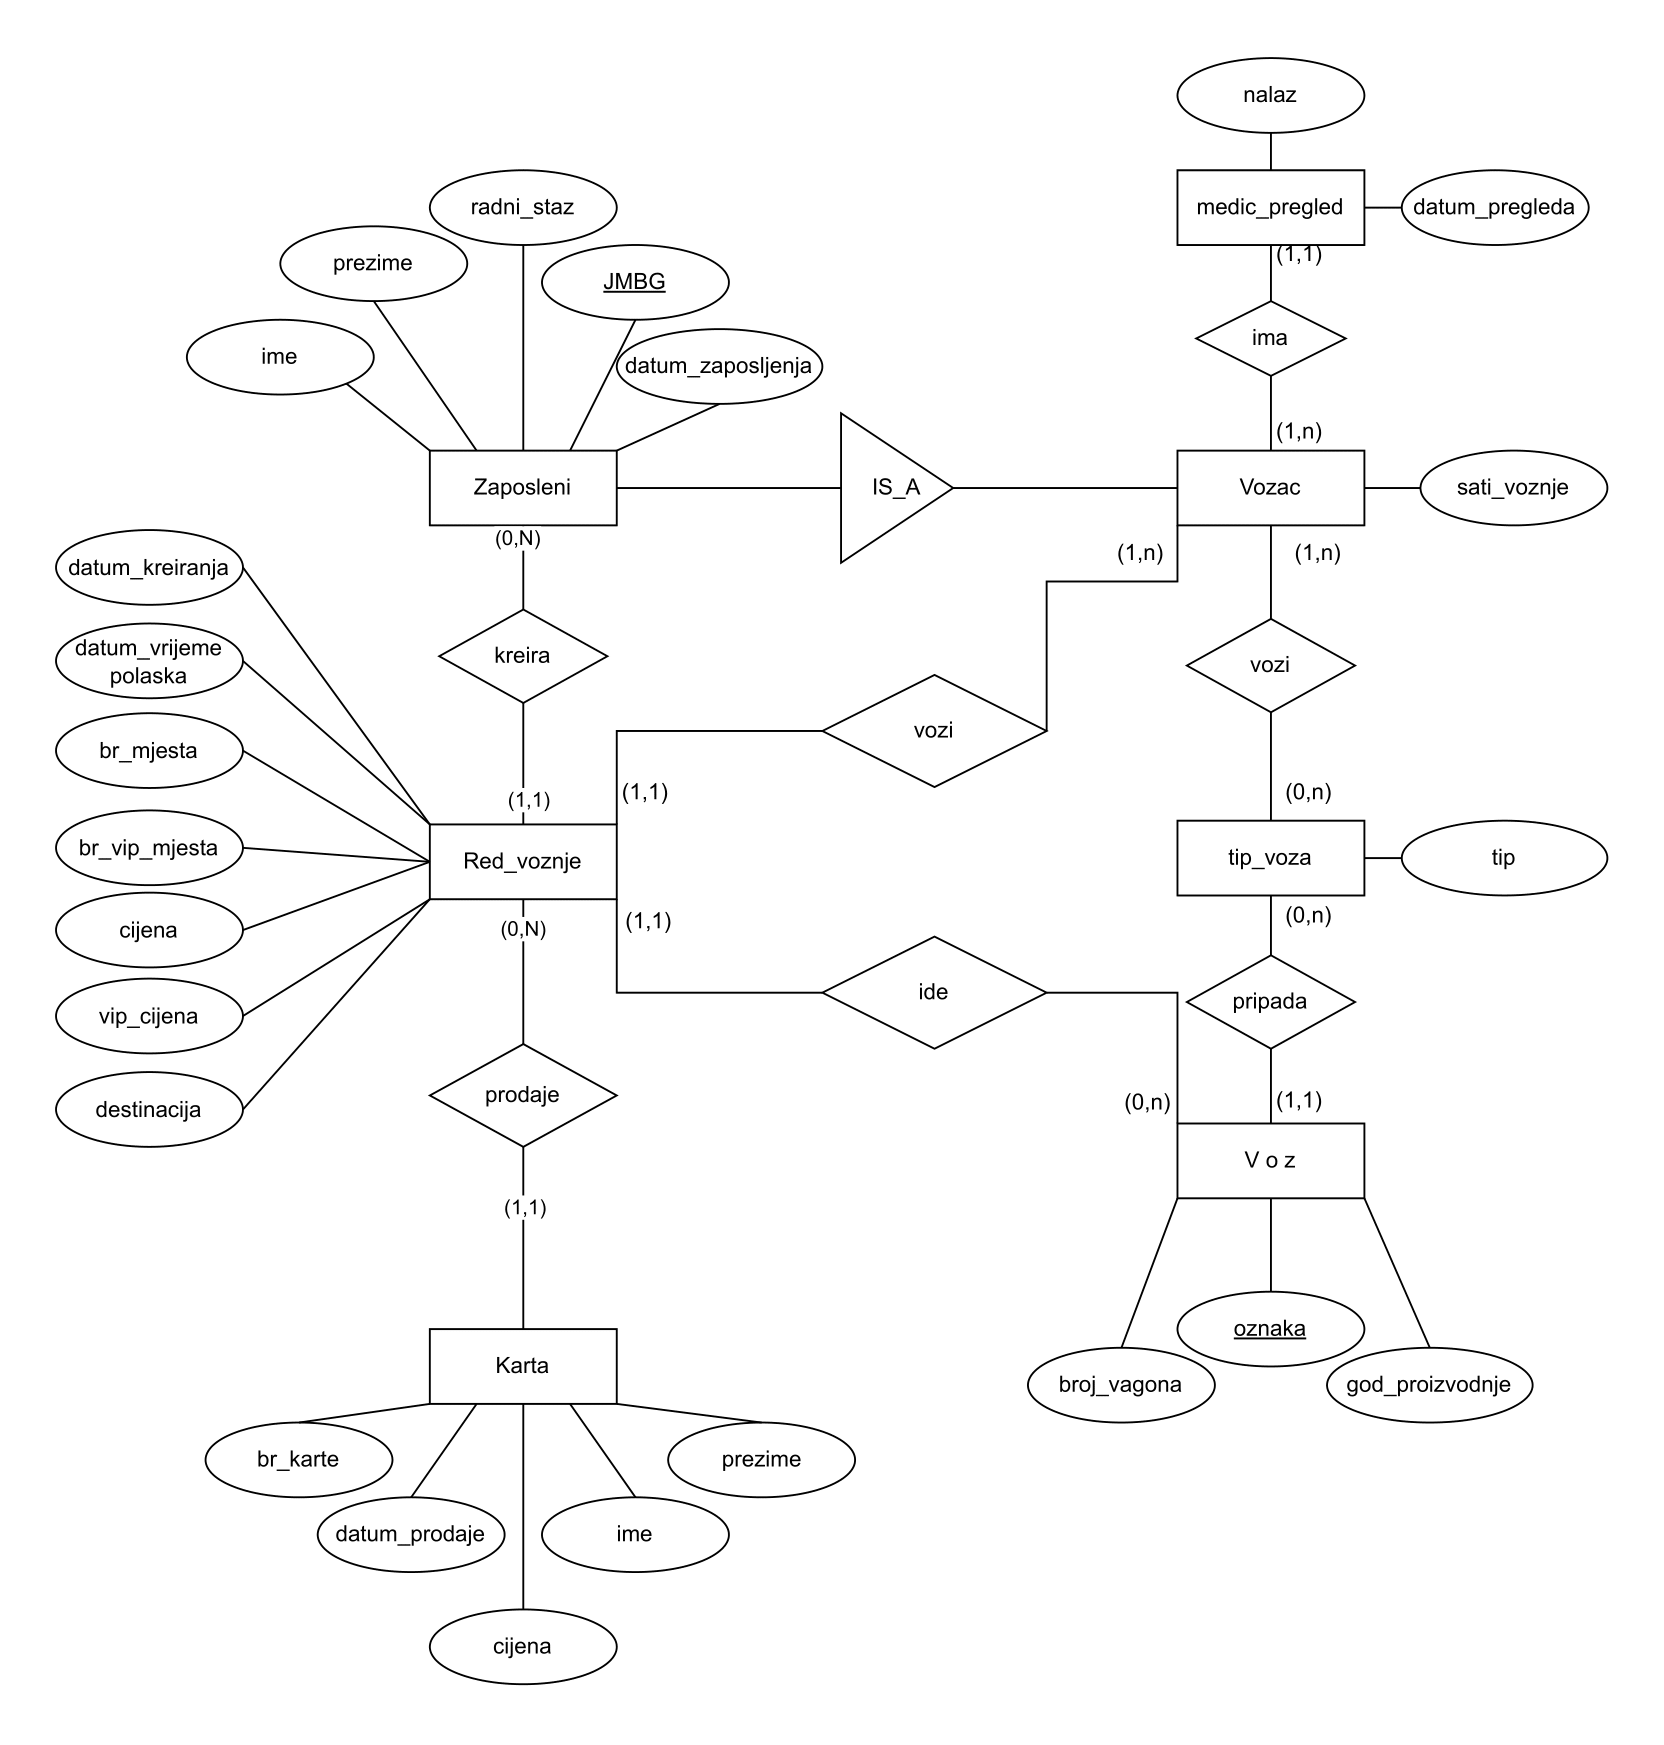 nalaz
radni_staz
medic_pregled
datum_pregleda
(1,1)
prezime
JMBG
ima
ime
datum_zaposljenja
(1,n)
Zaposleni
IS_A
Vozac
sati_voznje
(0,N)
(1,n)
(1,n)
datum_kreiranja
datum_vrijeme
polaska
kreira
vozi
vozi
br_mjesta
(1,1)
(1,1)
(0,n)
br_vip_mjesta
Red_voznje
tip_voza
tip
cijena
(0,N)
(1,1)
(0,n)
ide
pripada
vip_cijena
prodaje
destinacija
(0,n)
(1,1)
V o z
(1,1)
oznaka
Karta
broj_vagona
god_proizvodnje
br_karte
prezime
datum_prodaje
ime
cijena